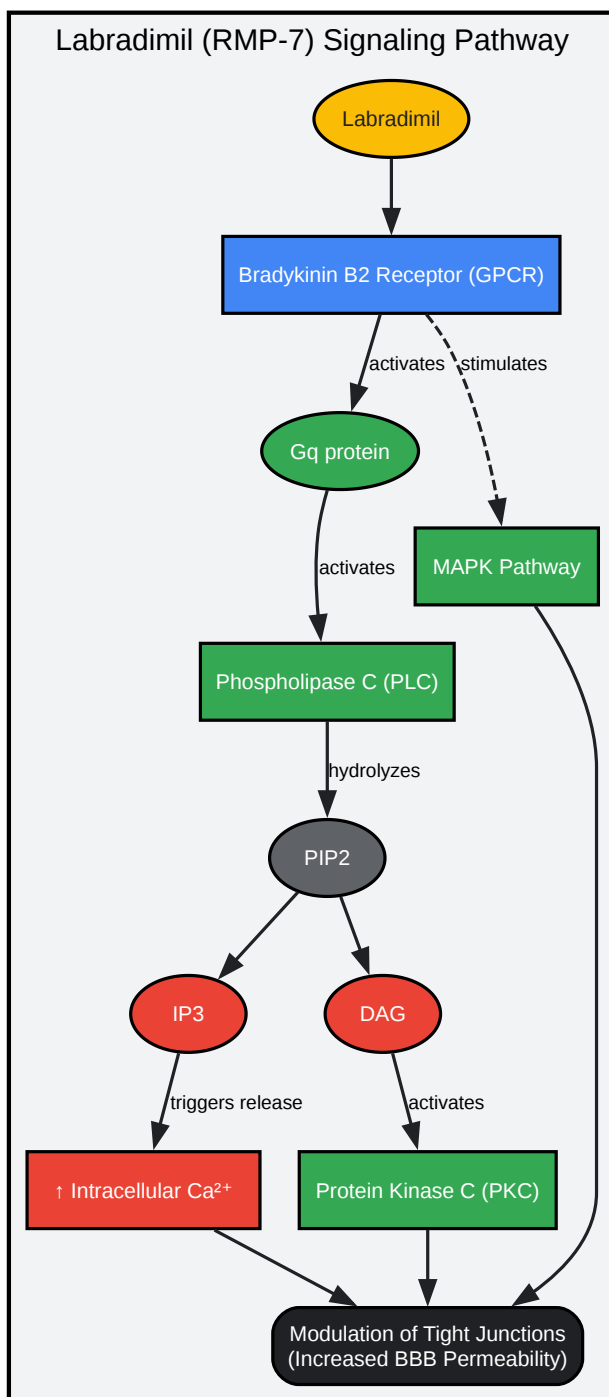 Labradimil (RMP-7) Signaling Pathway
Labradimil
Bradykinin B2 Receptor (GPCR)
activates
stimulates
Gq protein
MAPK Pathway
activates
Phospholipase C (PLC)
hydrolyzes
PIP2
IP3
DAG
triggers release
activates
↑ Intracellular Ca²⁺
Protein Kinase C (PKC)
Modulation of Tight Junctions
(Increased BBB Permeability)